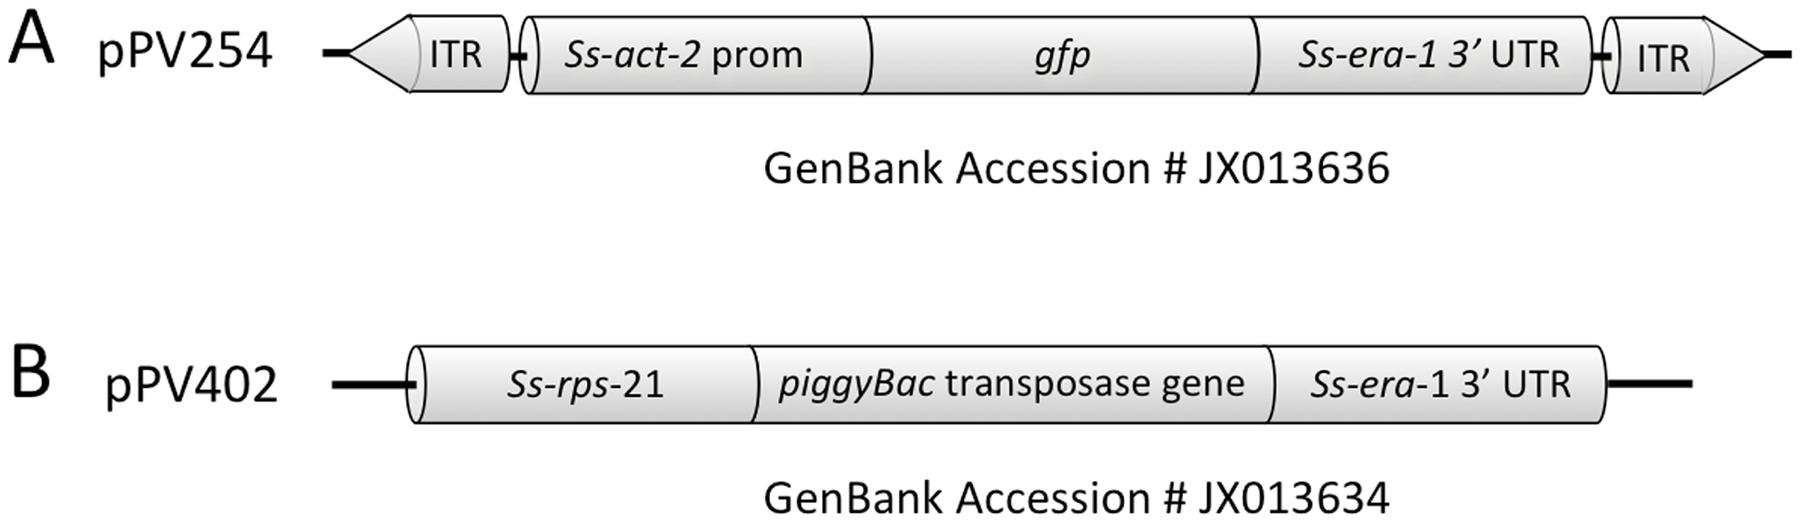 A pPV254 ITR Ss-act-2 prom gfp Ss-era-1 3’ UTR ITR
GenBank Accession # JX013636
B pPV402 Ss-rps-21 piggyBac transposase gene Ss-era-1 3’ UTR
GenBank Accession # JX013634